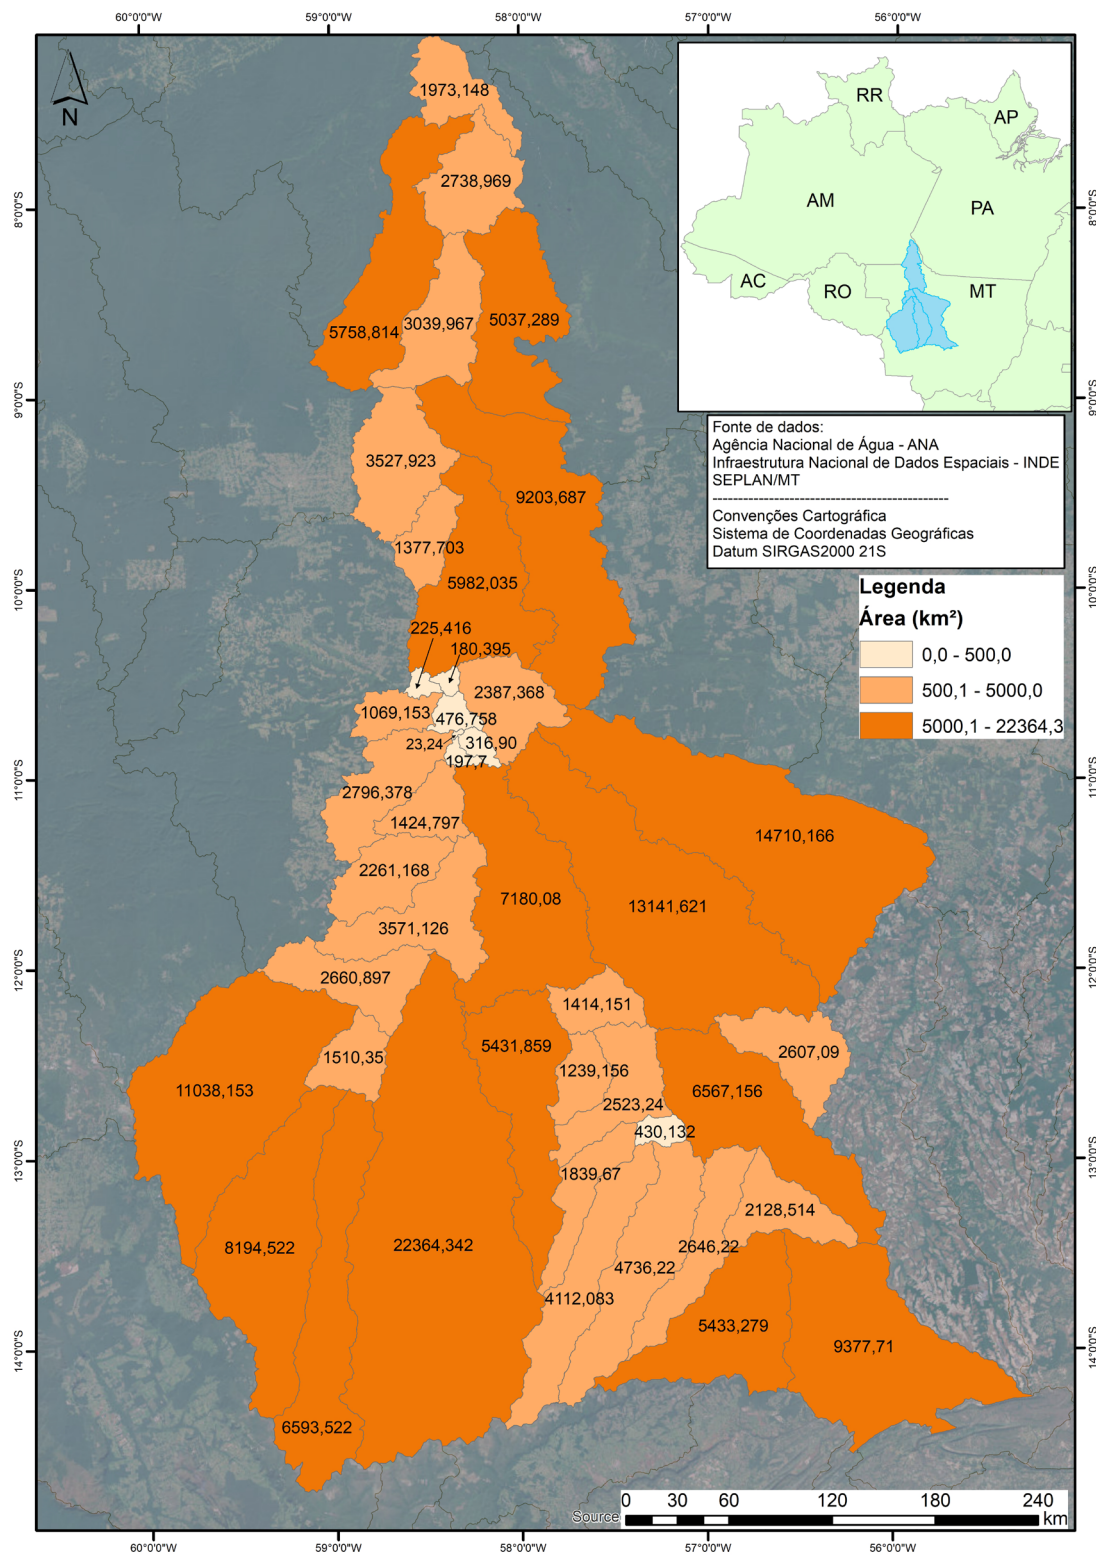 60°0'0"W 59°0'0"W 58°0'0"W 57°0'0"W 56°0'0"W
N
1973,148
2738,969
5758,814
3039,967
5037,289
3527,923
9203,687
1377,703
5982,035
225,416
180,395
2387,368
1069,153
476,758
23,24
316,90
197,7
2796,378
1424,797
14710,166
2261,168
7180,08
13141,621
3571,126
2660,897
1414,151
5431,859
2607,09
1510,35
1239,156
11038,153
6567,156
2523,24
430,132
1839,67
2128,514
8194,522
22364,342
2646,22
4736,22
4112,083
5433,279
9377,71
6593,522
RR
AP
AM
PA
AC
RO
MT
Fonte de dados:
Agência Nacional de Água - ANA
Infraestrutura Nacional de Dados Espaciais - INDE
SEPLAN/MT
----------------------------------------------
Convenções Cartográfica
Sistema de Coordenadas Geográficas
Datum SIRGAS2000 21S
Legenda
Área (km²)
0,0 - 500,0
500,1 - 5000,0
5000,1 - 22364,3
8°0'0"S
9°0'0"S
10°0'0"S
11°0'0"S
12°0'0"S
13°0'0"S
14°0'0"S
8°0'0"S
9°0'0"S
10°0'0"S
11°0'0"S
12°0'0"S
13°0'0"S
14°0'0"S
Source
0 30 60 120 180 240
km
60°0'0"W 59°0'0"W 58°0'0"W 57°0'0"W 56°0'0"W